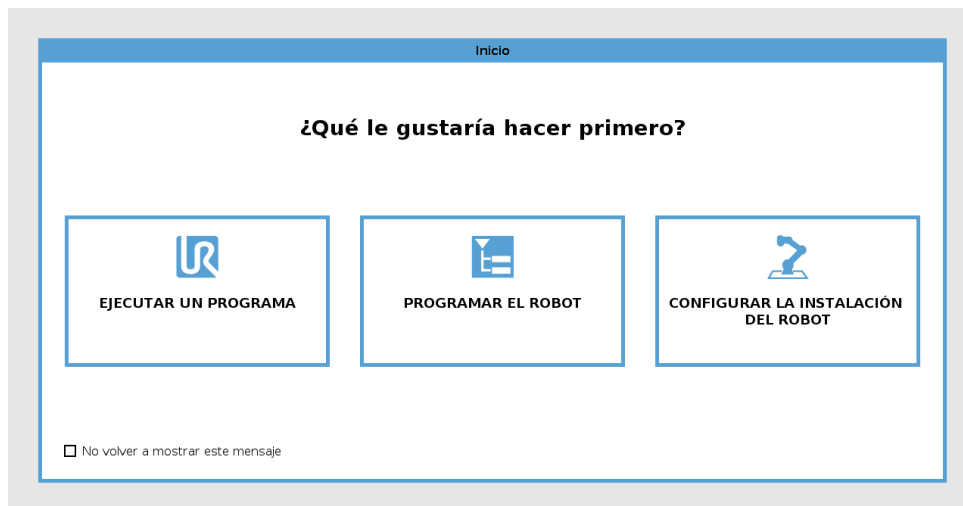 Inicio
¿Qué le gustaría hacer primero?
UR
EJECUTAR UN PROGRAMA
PROGRAMAR EL ROBOT
CONFIGURAR LA INSTALACIÓN
DEL ROBOT
No volver a mostrar este mensaje